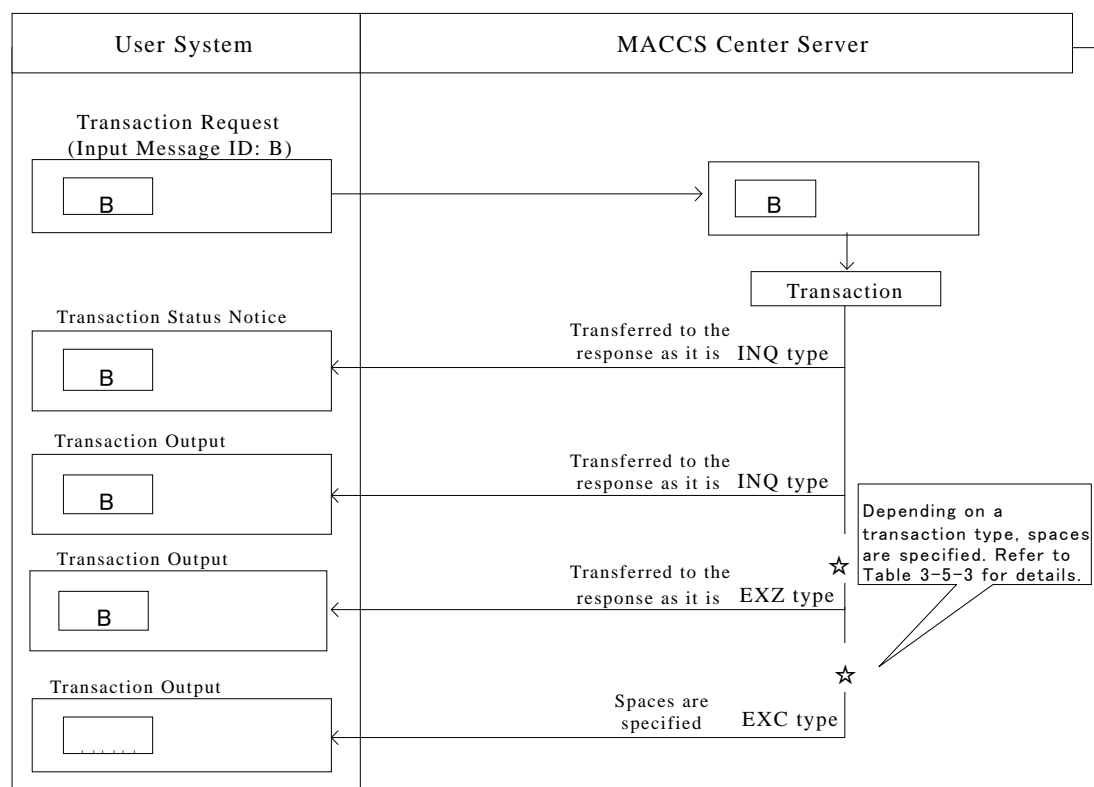 User System
MACCS Center Server
Transaction Request
(Input Message ID: B)
B
B
Transaction
Transaction Status Notice
B
Transferred to the
response as it is INQ type
Transaction Output
B
Transferred to the
response as it is INQ type
Depending on a
transaction type, spaces
are specified. Refer to
Table 3-5-3 for details.
☆
Transaction Output
B
Transferred to the
response as it is EXZ type
☆
Transaction Output
Spaces are
specified EXC type